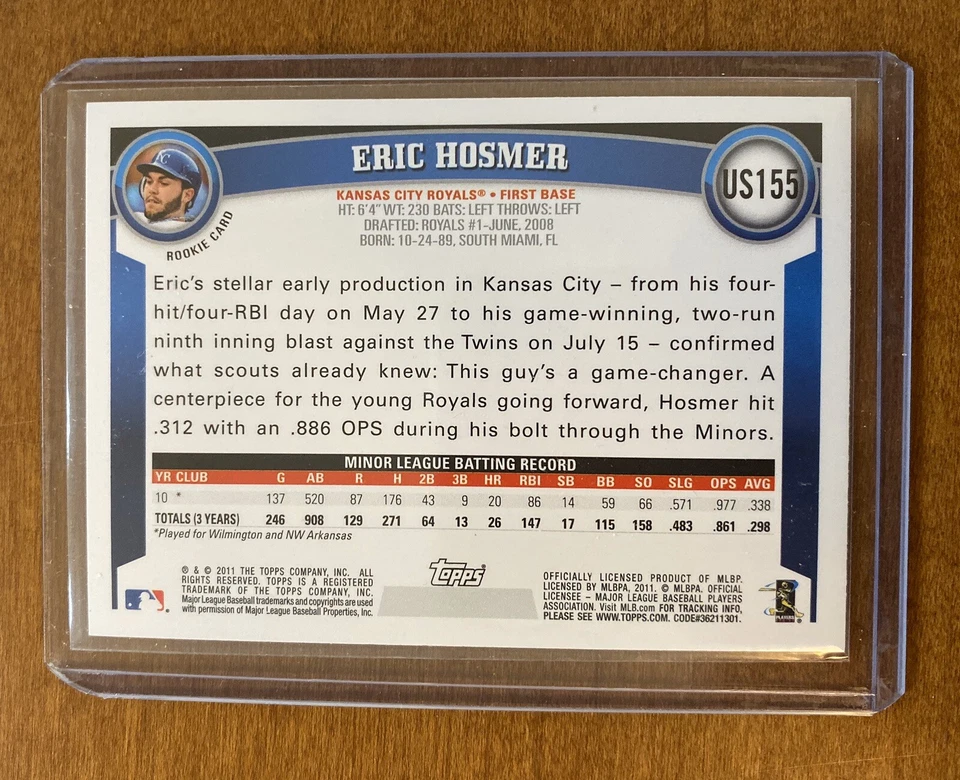 ERIC HOSMER
US155
KC
ROOKIE CARD
KANSAS CITY ROYALS® • FIRST BASE
HT: 6'4" WT: 230 BATS: LEFT THROWS: LEFT
DRAFTED: ROYALS #1-JUNE, 2008
BORN: 10-24-89, SOUTH MIAMI, FL
Eric's stellar early production in Kansas City – from his four-
hit/four-RBI day on May 27 to his game-winning, two-run
ninth inning blast against the Twins on July 15 – confirmed
what scouts already knew: This guy's a game-changer. A
centerpiece for the young Royals going forward, Hosmer hit
.312 with an .886 OPS during his bolt through the Minors.
MINOR LEAGUE BATTING RECORD
YR CLUB G AB R H 2B 3B HR RBI SB BB SO SLG OPS AVG
10 * 137 520 87 176 43 9 20 86 14 59 66 .571 .977 .338
TOTALS (3 YEARS) 246 908 129 271 64 13 26 147 17 115 158 .483 .861 .298
*Played for Wilmington and NW Arkansas
® & © 2011 THE TOPPS COMPANY, INC. ALL
RIGHTS RESERVED. TOPPS IS A REGISTERED
TRADEMARK OF THE TOPPS COMPANY, INC.
Major League Baseball trademarks and copyrights are used
with permission of Major League Baseball Properties, Inc.
Topps®
OFFICIALLY LICENSED PRODUCT OF MLBP.
LICENSED BY MLBPA, 2011. © MLBPA, OFFICIAL
LICENSEE – MAJOR LEAGUE BASEBALL PLAYERS
ASSOCIATION. Visit MLB.com FOR TRACKING INFO,
PLEASE SEE WWW.TOPPS.COM. CODE#36211301.
PLAYERS